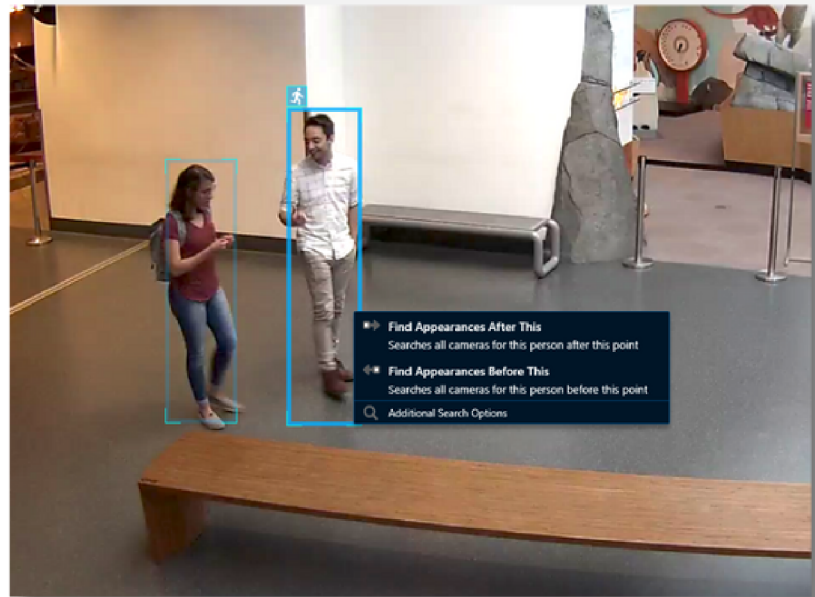 Find Appearances After This
Searches all cameras for this person after this point
Find Appearances Before This
Searches all cameras for this person before this point
Additional Search Options